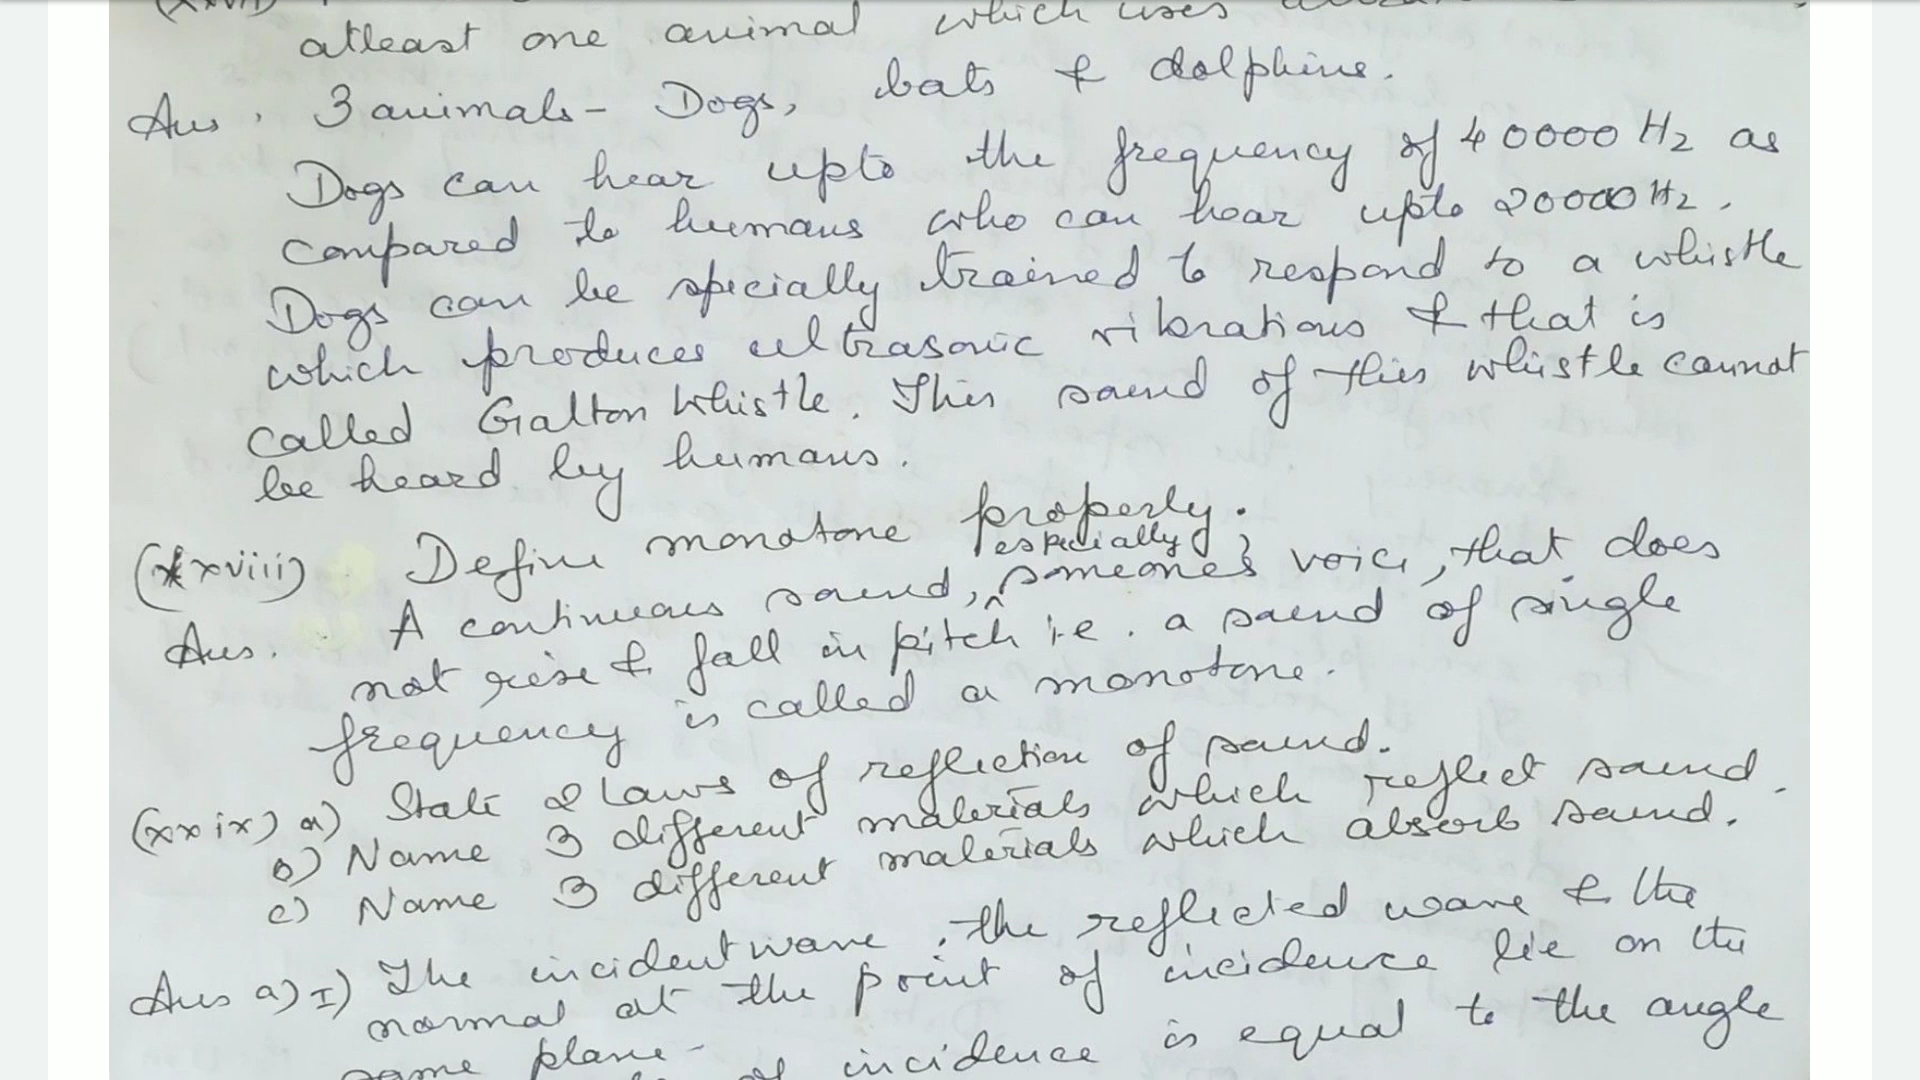 (xxvii)
atleast one animal which uses
Ans. 3 animals - Dogs, bats & dolphins.
Dogs can hear upto the frequency of 40000 Hz as
compared to humans who can hear upto 20000 Hz.
Dogs can be specially trained to respond to a whistle
which produces ultrasonic vibrations & that is
called Galton Whistle. This sound of this whistle cannot
be heard by humans.
(xxviii) Define monotone properly.
Ans. A continuous sound, especially someone's voice, that does
not rise & fall in pitch i.e. a sound of single
frequency is called a monotone.
(xxix) a) State 2 laws of reflection of sound.
b) Name 3 different materials which reflect sound.
c) Name 3 different materials which absorb sound.
Ans a) I) The incident wave, the reflected wave & the
normal at the point of incidence lie on the
same plane.
of incidence is equal to the angle